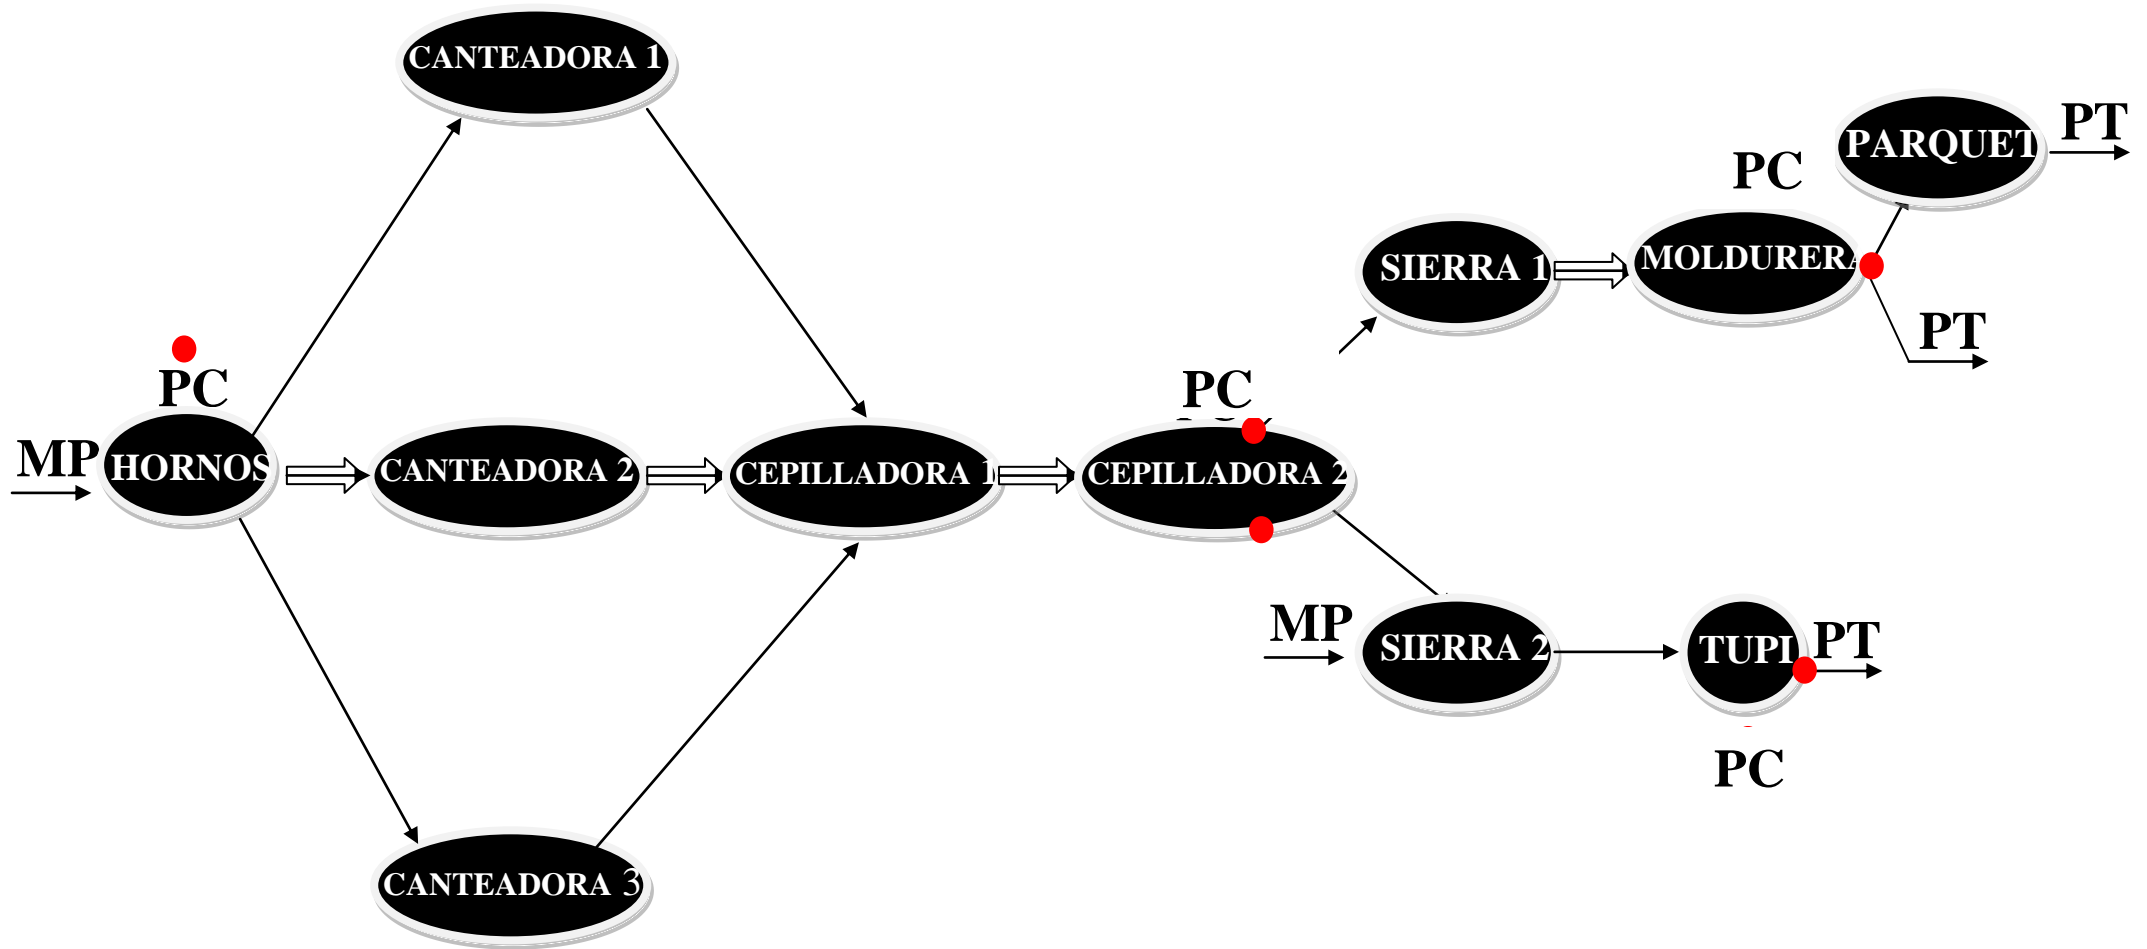 CANTEADORA 1
PARQUET
PT
PC
SIERRA 1
MOLDURERA
PT
PC
PC
MP
HORNOS
CANTEADORA 2
CEPILLADORA 1
CEPILLADORA 2
MP
SIERRA 2
TUPI
PT
PC
CANTEADORA 3